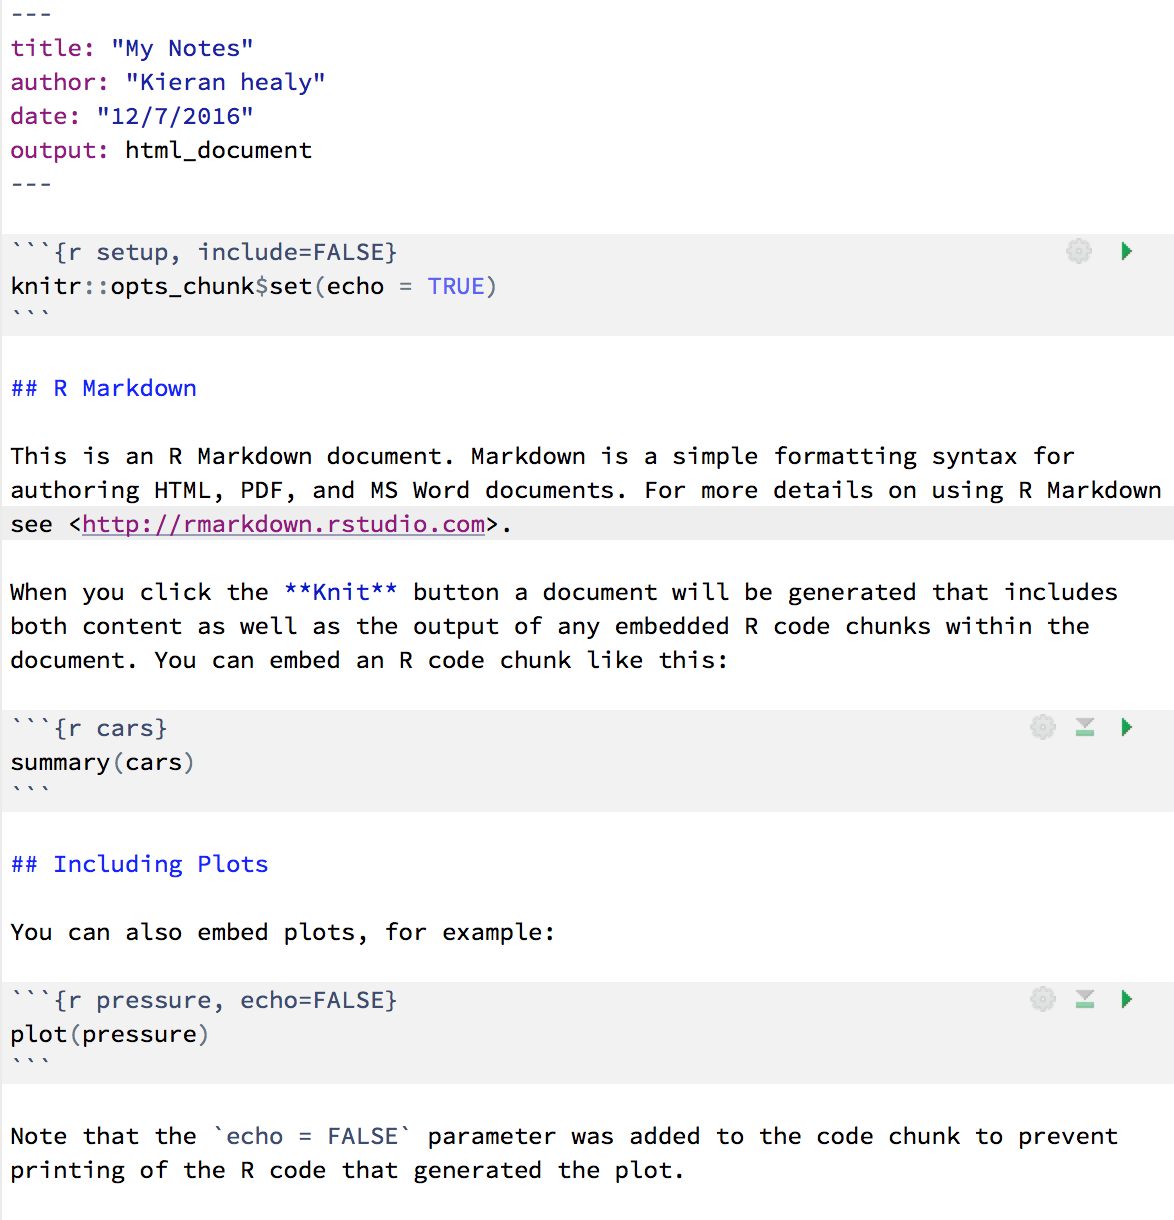 ---
title: "My Notes"
author: "Kieran healy"
date: "12/7/2016"
output: html_document
---
```{r setup, include=FALSE}
knitr::opts_chunk$set(echo = TRUE)
```
## R Markdown
This is an R Markdown document. Markdown is a simple formatting syntax for
authoring HTML, PDF, and MS Word documents. For more details on using R Markdown
see <http://rmarkdown.rstudio.com>.
When you click the **Knit** button a document will be generated that includes
both content as well as the output of any embedded R code chunks within the
document. You can embed an R code chunk like this:
```{r cars}
summary(cars)
```
## Including Plots
You can also embed plots, for example:
```{r pressure, echo=FALSE}
plot(pressure)
```
Note that the `echo = FALSE` parameter was added to the code chunk to prevent
printing of the R code that generated the plot.